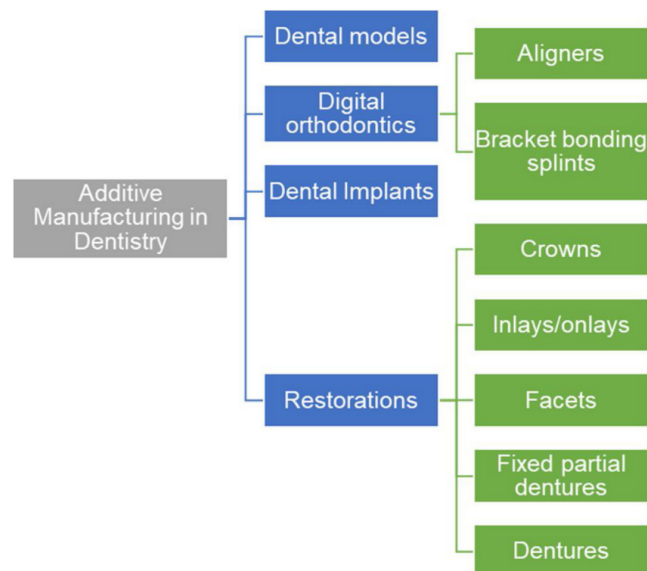 Additive
Manufacturing in
Dentistry
Dental models
Digital
orthodontics
Dental Implants
Restorations
Aligners
Bracket bonding
splints
Crowns
Inlays/onlays
Facets
Fixed partial
dentures
Dentures